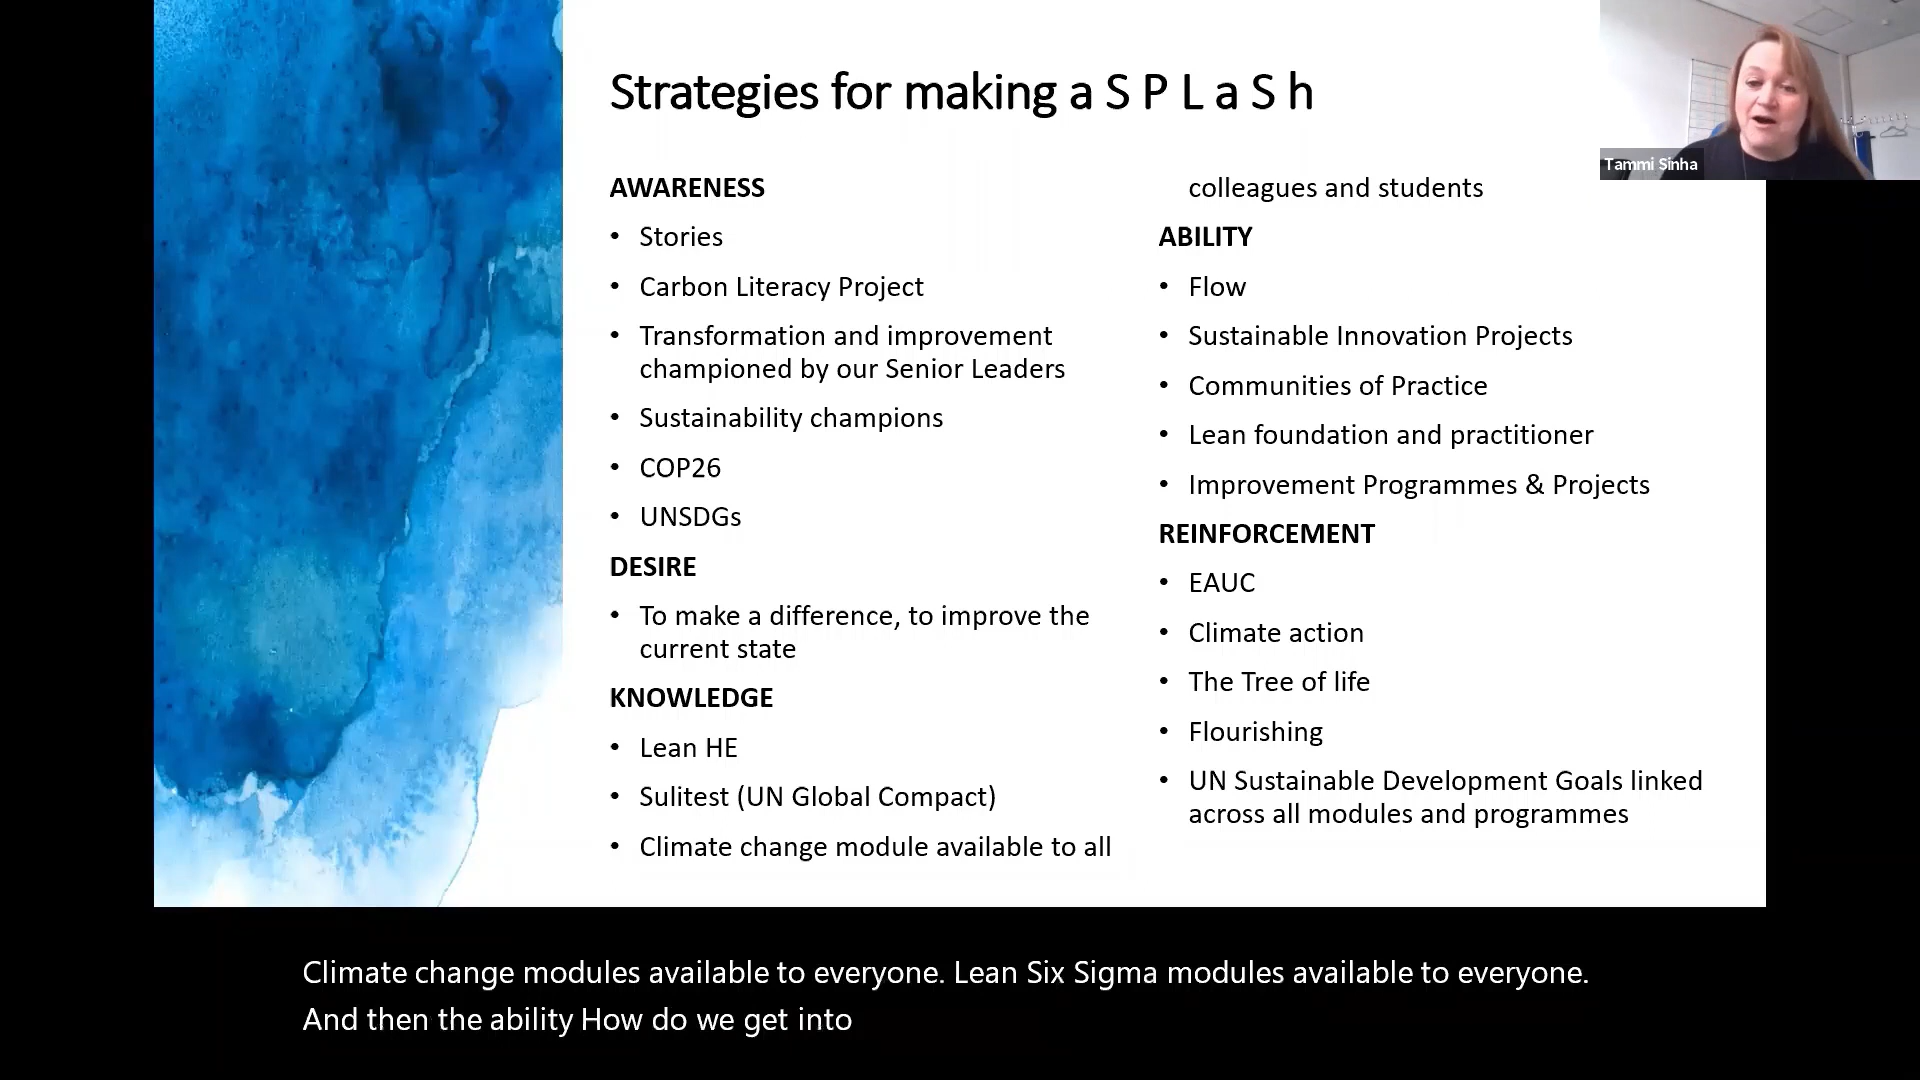 Strategies for making a S P L a S h
AWARENESS
• Stories
• Carbon Literacy Project
• Transformation and improvement
championed by our Senior Leaders
• Sustainability champions
• COP26
• UNSDGs
DESIRE
• To make a difference, to improve the
current state
KNOWLEDGE
• Lean HE
• Sulitest (UN Global Compact)
• Climate change module available to all
colleagues and students
ABILITY
• Flow
• Sustainable Innovation Projects
• Communities of Practice
• Lean foundation and practitioner
• Improvement Programmes & Projects
REINFORCEMENT
• EAUC
• Climate action
• The Tree of life
• Flourishing
• UN Sustainable Development Goals linked
across all modules and programmes
Tammi Sinha
Climate change modules available to everyone. Lean Six Sigma modules available to everyone.
And then the ability How do we get into